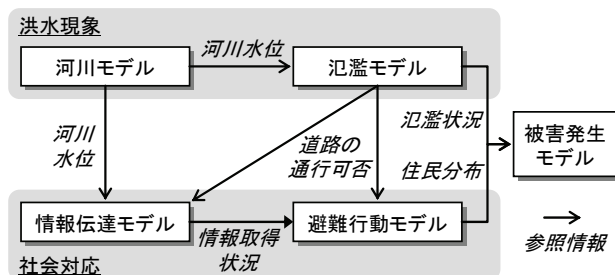 洪水現象
河川モデル
河川水位
氾濫モデル
河川
水位
道路の
通行可否
氾濫状況
住民分布
被害発生
モデル
情報伝達モデル
情報取得
状況
避難行動モデル
参照情報
社会対応